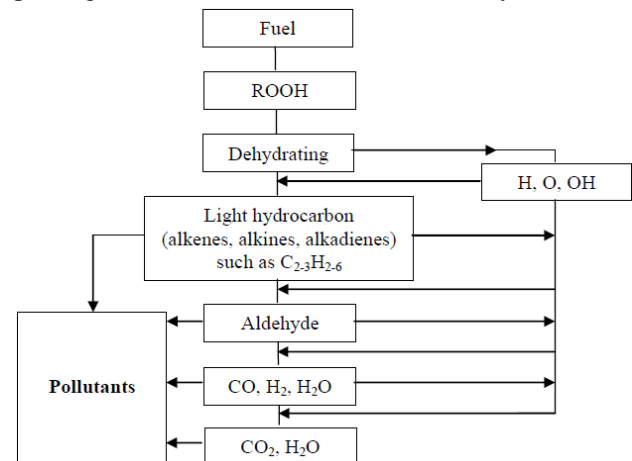 Fuel
ROOH
Dehydrating
H, O, OH
Light hydrocarbon
(alkenes, alkines, alkadienes)
such as C₂₋₃H₂₋₆
Aldehyde
Pollutants
CO, H₂, H₂O
CO₂, H₂O